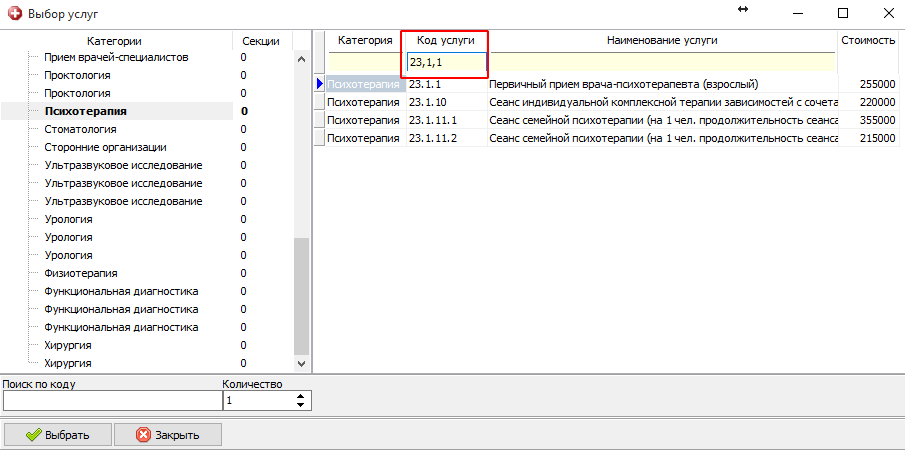 Выбор услуг
Категории Секции
Прием врачей-специалистов 0
Проктология 0
Проктология 0
Психотерапия 0
Стоматология 0
Сторонние организации 0
Ультразвуковое исследование 0
Ультразвуковое исследование 0
Ультразвуковое исследование 0
Урология 0
Урология 0
Урология 0
Физиотерапия 0
Функциональная диагностика 0
Функциональная диагностика 0
Функциональная диагностика 0
Хирургия 0
Хирургия 0
Категория Код услуги Наименование услуги Стоимость
23,1,1
Психотерапия 23.1.1 Первичный прием врача-психотерапевта (взрослый) 255000
Психотерапия 23.1.10 Сеанс индивидуальной комплексной терапии зависимостей с сочета 220000
Психотерапия 23.1.11.1 Сеанс семейной психотерапии (на 1 чел. продолжительность сеанса 355000
Психотерапия 23.1.11.2 Сеанс семейной психотерапии (на 1 чел. продолжительность сеанса 215000
Поиск по коду Количество
1
Выбрать Закрыть